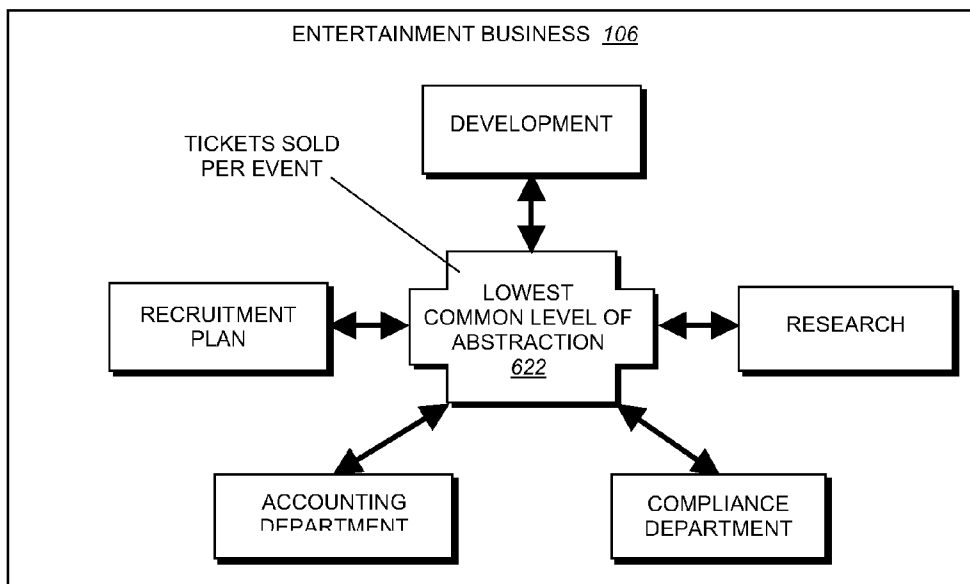 ENTERTAINMENT BUSINESS 106
DEVELOPMENT
TICKETS SOLD
PER EVENT
LOWEST
COMMON LEVEL OF
ABSTRACTION
622
RECRUITMENT
PLAN
RESEARCH
ACCOUNTING
DEPARTMENT
COMPLIANCE
DEPARTMENT